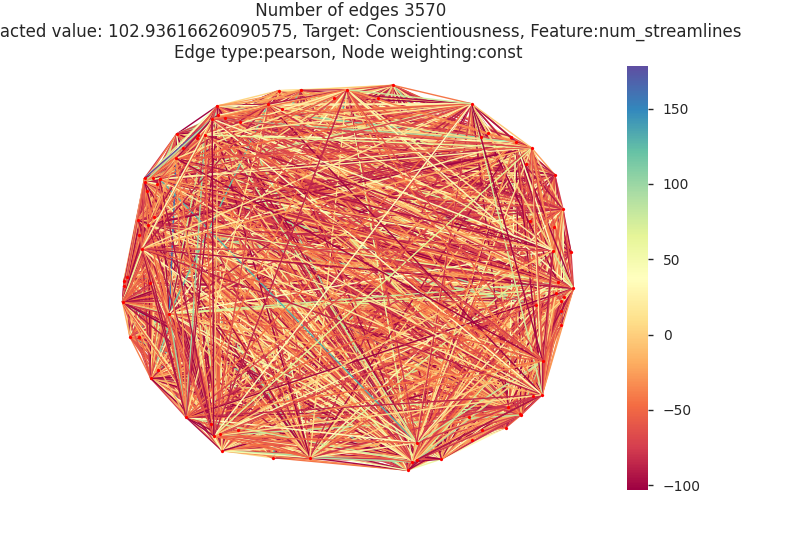 Number of edges 3570
acted value: 102.93616626090575, Target: Conscientiousness, Feature:num_streamlines
Edge type:pearson, Node weighting:const
150
100
50
0
−50
−100